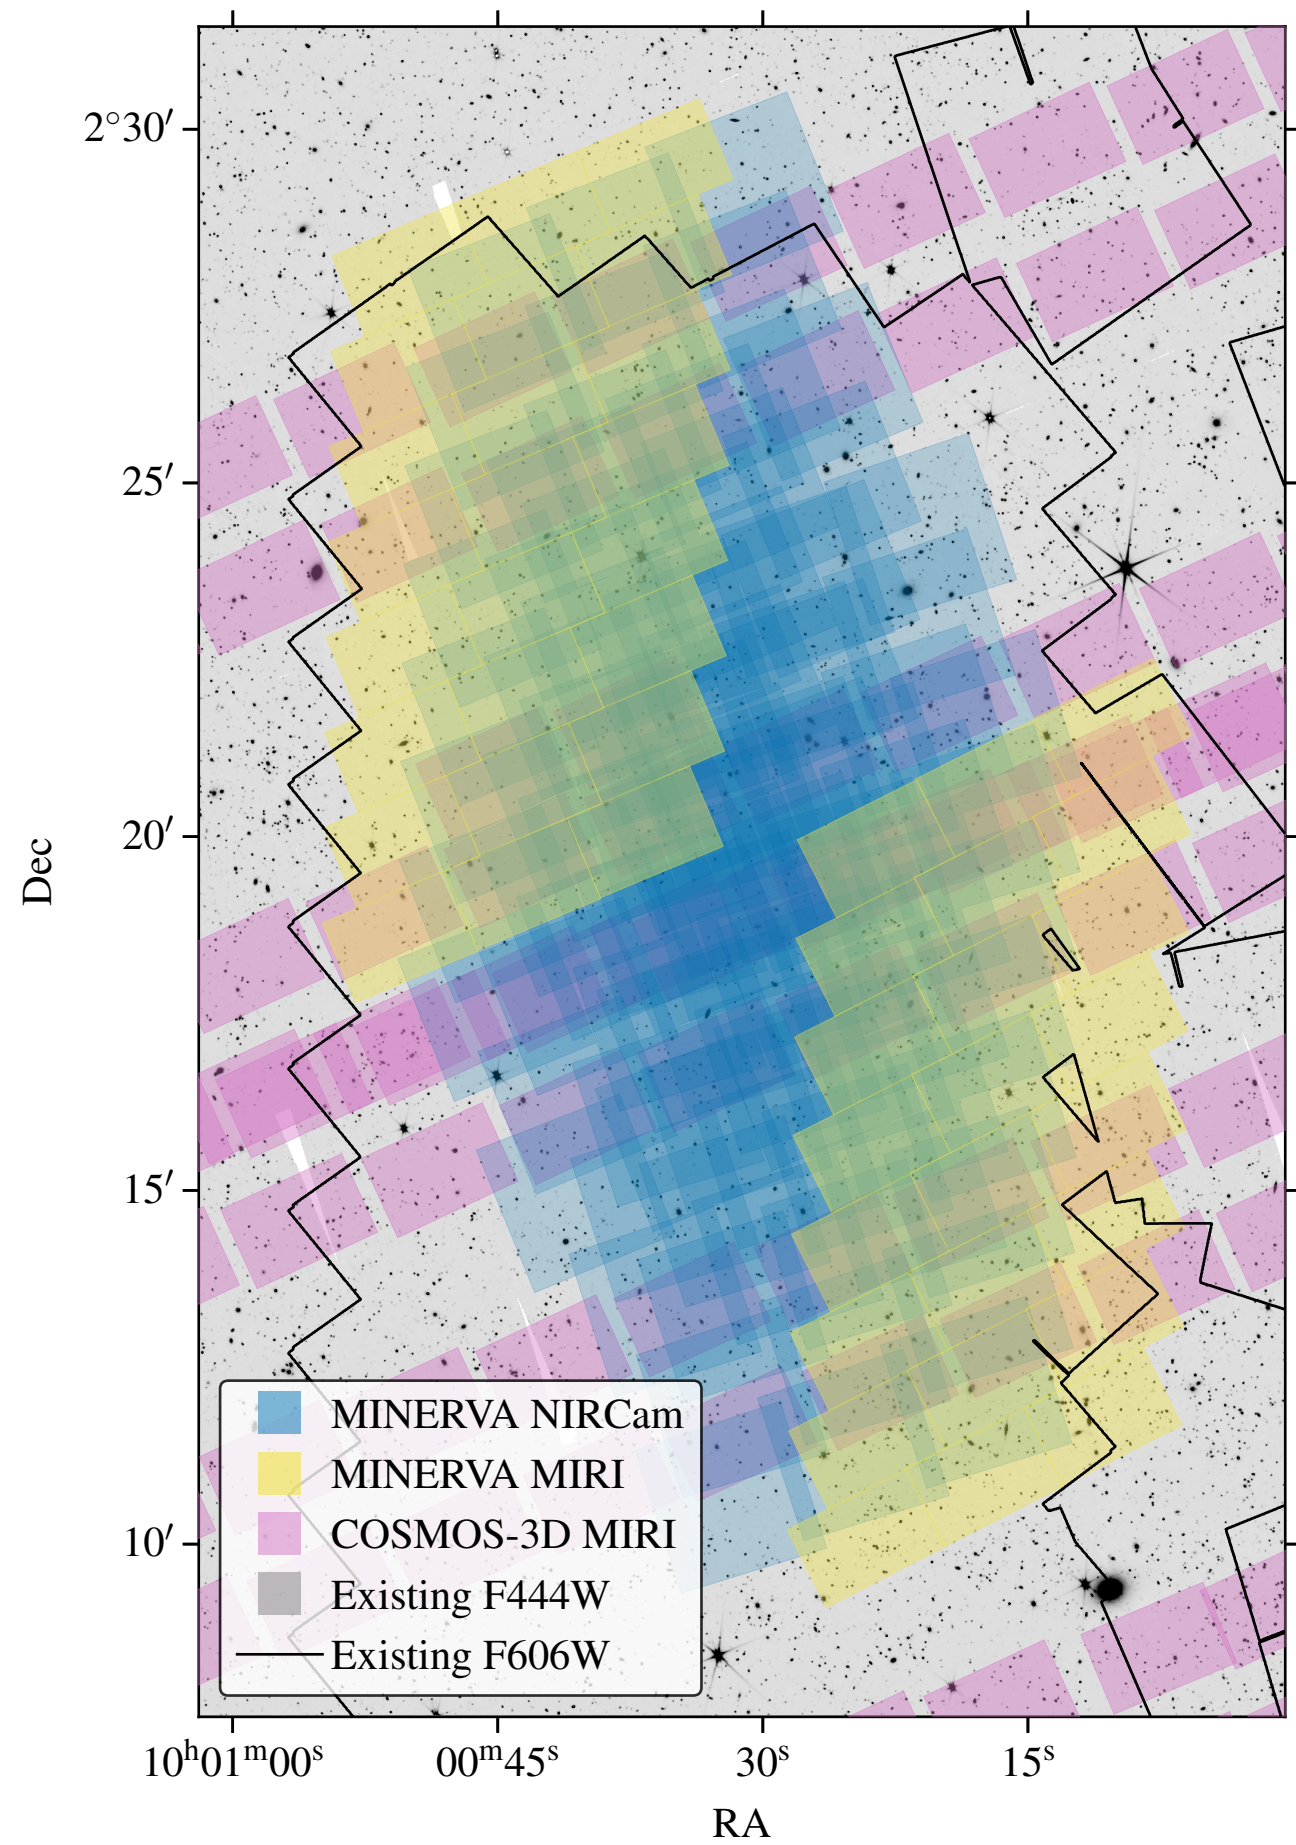 2°30′
25′
20′
15′
10′
Dec
MINERVA NIRCam
MINERVA MIRI
COSMOS-3D MIRI
Existing F444W
Existing F606W
10ʰ01ᵐ00ˢ
00ᵐ45ˢ
30ˢ
15ˢ
RA